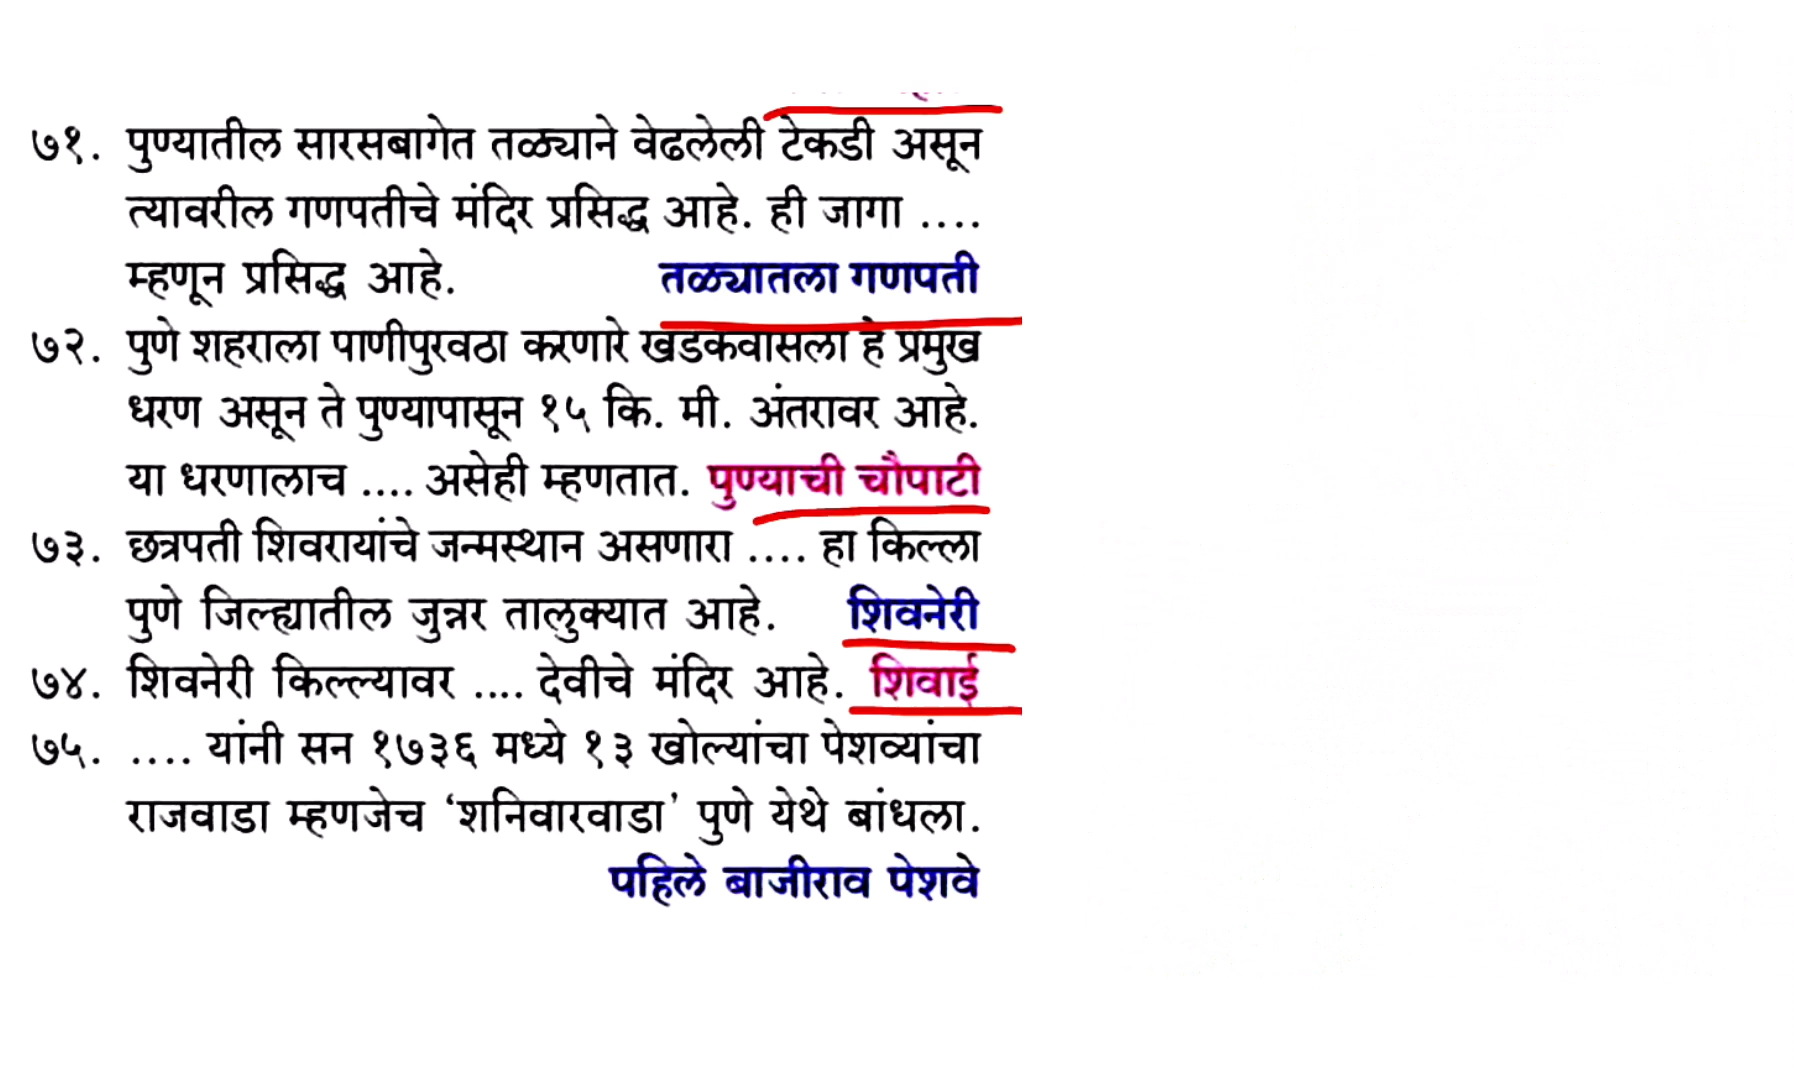 ७१. पुण्यातील सारसबागेत तळ्याने वेढलेली टेकडी असून
त्यावरील गणपतीचे मंदिर प्रसिद्ध आहे. ही जागा ....
म्हणून प्रसिद्ध आहे. तळ्यातला गणपती
७२. पुणे शहराला पाणीपुरवठा करणारे खडकवासला हे प्रमुख
धरण असून ते पुण्यापासून १५ कि. मी. अंतरावर आहे.
या धरणालाच .... असेही म्हणतात. पुण्याची चौपाटी
७३. छत्रपती शिवरायांचे जन्मस्थान असणारा .... हा किल्ला
पुणे जिल्ह्यातील जुन्नर तालुक्यात आहे. शिवनेरी
७४. शिवनेरी किल्ल्यावर .... देवीचे मंदिर आहे. शिवाई
७५. .... यांनी सन १७३६ मध्ये १३ खोल्यांचा पेशव्यांचा
राजवाडा म्हणजेच ‘शनिवारवाडा’ पुणे येथे बांधला.
पहिले बाजीराव पेशवे